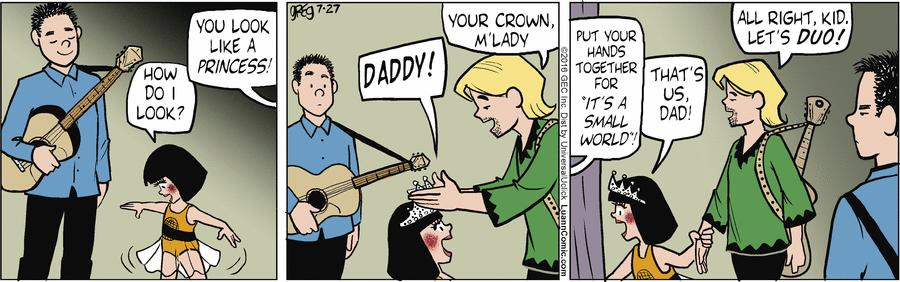 HOW
DO I
LOOK?
YOU LOOK
LIKE A
PRINCESS!
GREG 7-27
DADDY!
YOUR CROWN,
M'LADY
©2016 GEC Inc. Dist by Universal Uclick LuannComic.com
PUT YOUR
HANDS
TOGETHER
FOR
"IT'S A
SMALL
WORLD"!
THAT'S
US,
DAD!
ALL RIGHT, KID.
LET'S DUO!